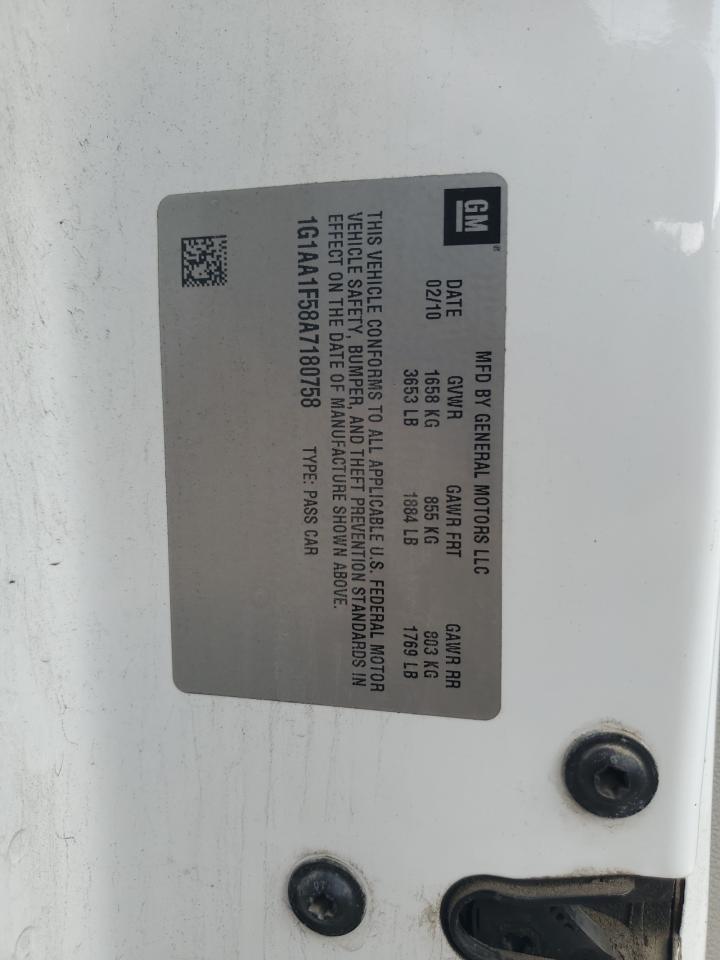 GM
MFD BY GENERAL MOTORS LLC
DATE GVWR GAWR FRT GAWR RR
02/10 1658 KG 855 KG 803 KG
3653 LB 1884 LB 1769 LB
THIS VEHICLE CONFORMS TO ALL APPLICABLE U.S. FEDERAL MOTOR
VEHICLE SAFETY, BUMPER, AND THEFT PREVENTION STANDARDS IN
EFFECT ON THE DATE OF MANUFACTURE SHOWN ABOVE.
1G1AA1F58A7180758 TYPE: PASS CAR